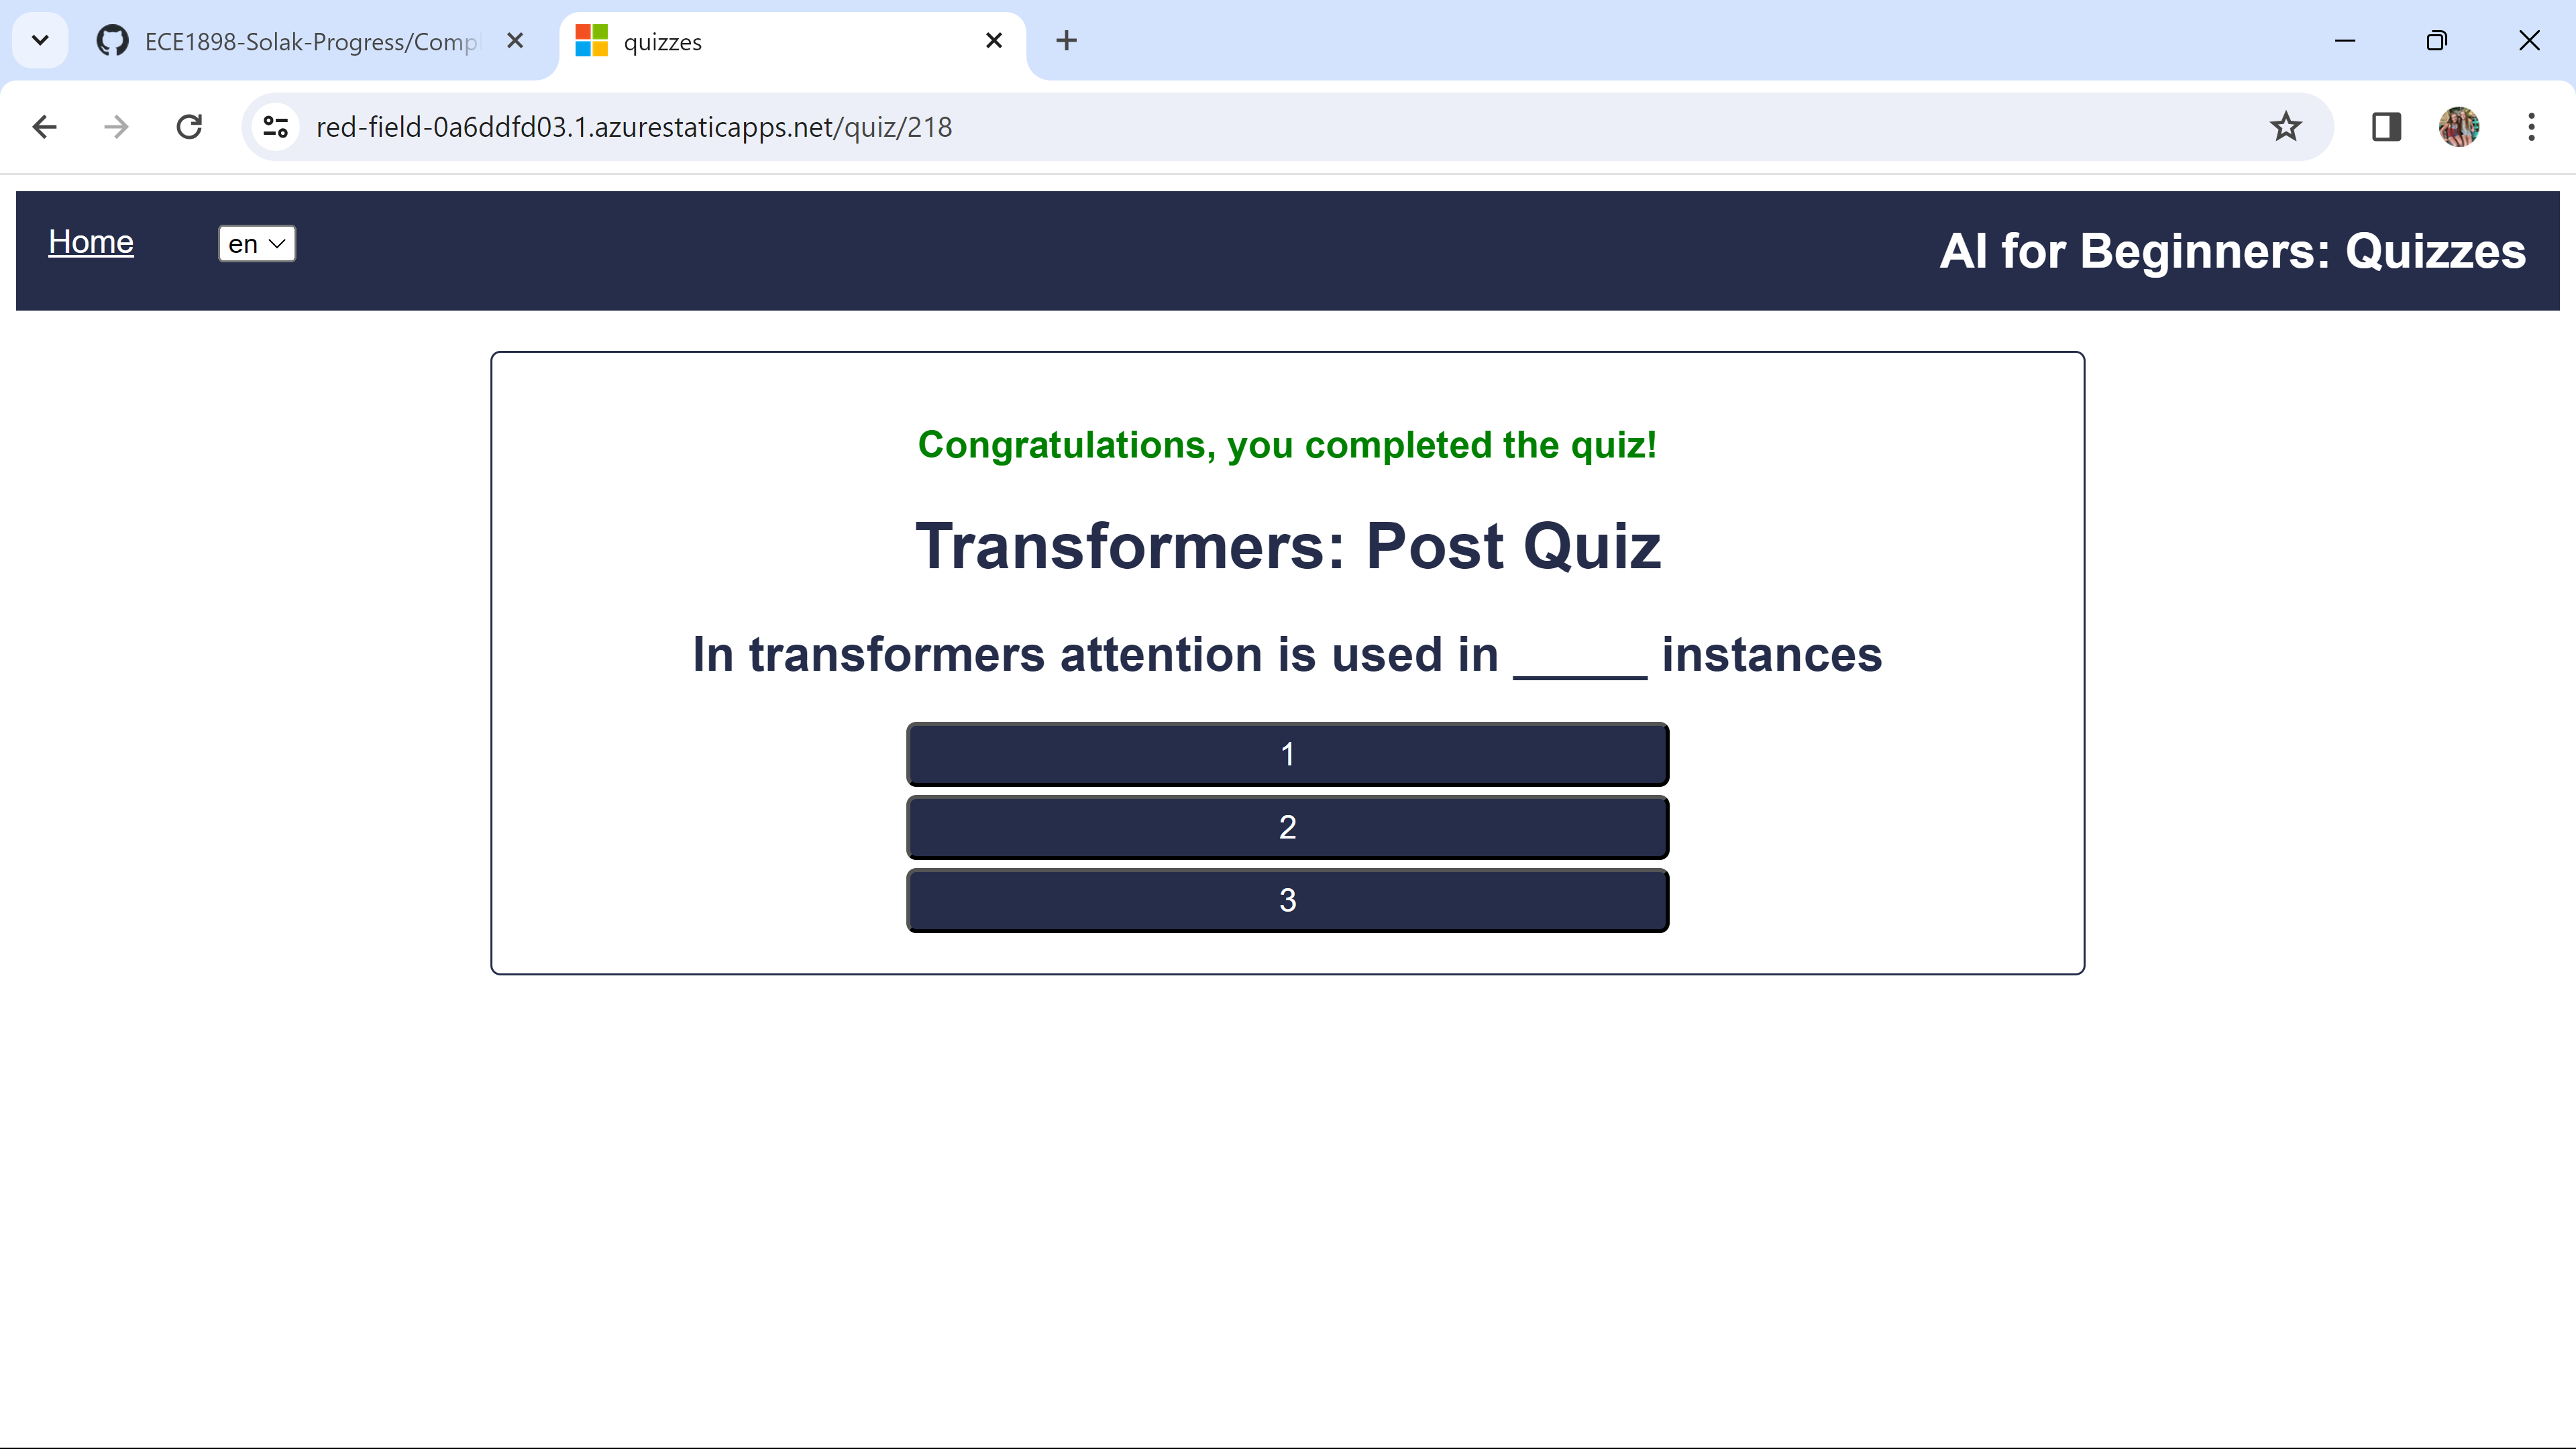 ECE1898-Solak-Progress/Comp
quizzes
red-field-0a6ddfd03.1.azurestaticapps.net/quiz/218
Home
en
AI for Beginners: Quizzes
Congratulations, you completed the quiz!
Transformers: Post Quiz
In transformers attention is used in ______ instances
1
2
3